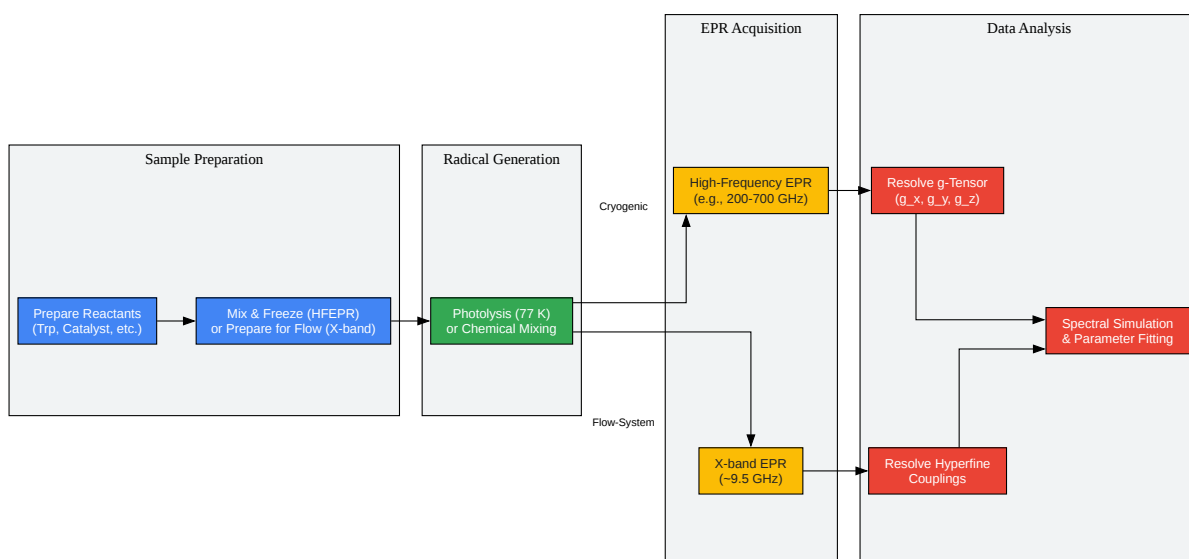 Sample Preparation
Prepare Reactants
(Trp, Catalyst, etc.)
Mix & Freeze (HFEPR)
or Prepare for Flow (X-band)
Radical Generation
Photolysis (77 K)
or Chemical Mixing
Cryogenic
Flow-System
EPR Acquisition
High-Frequency EPR
(e.g., 200-700 GHz)
X-band EPR
(~9.5 GHz)
Data Analysis
Resolve g-Tensor
(g_x, g_y, g_z)
Resolve Hyperfine
Couplings
Spectral Simulation
& Parameter Fitting